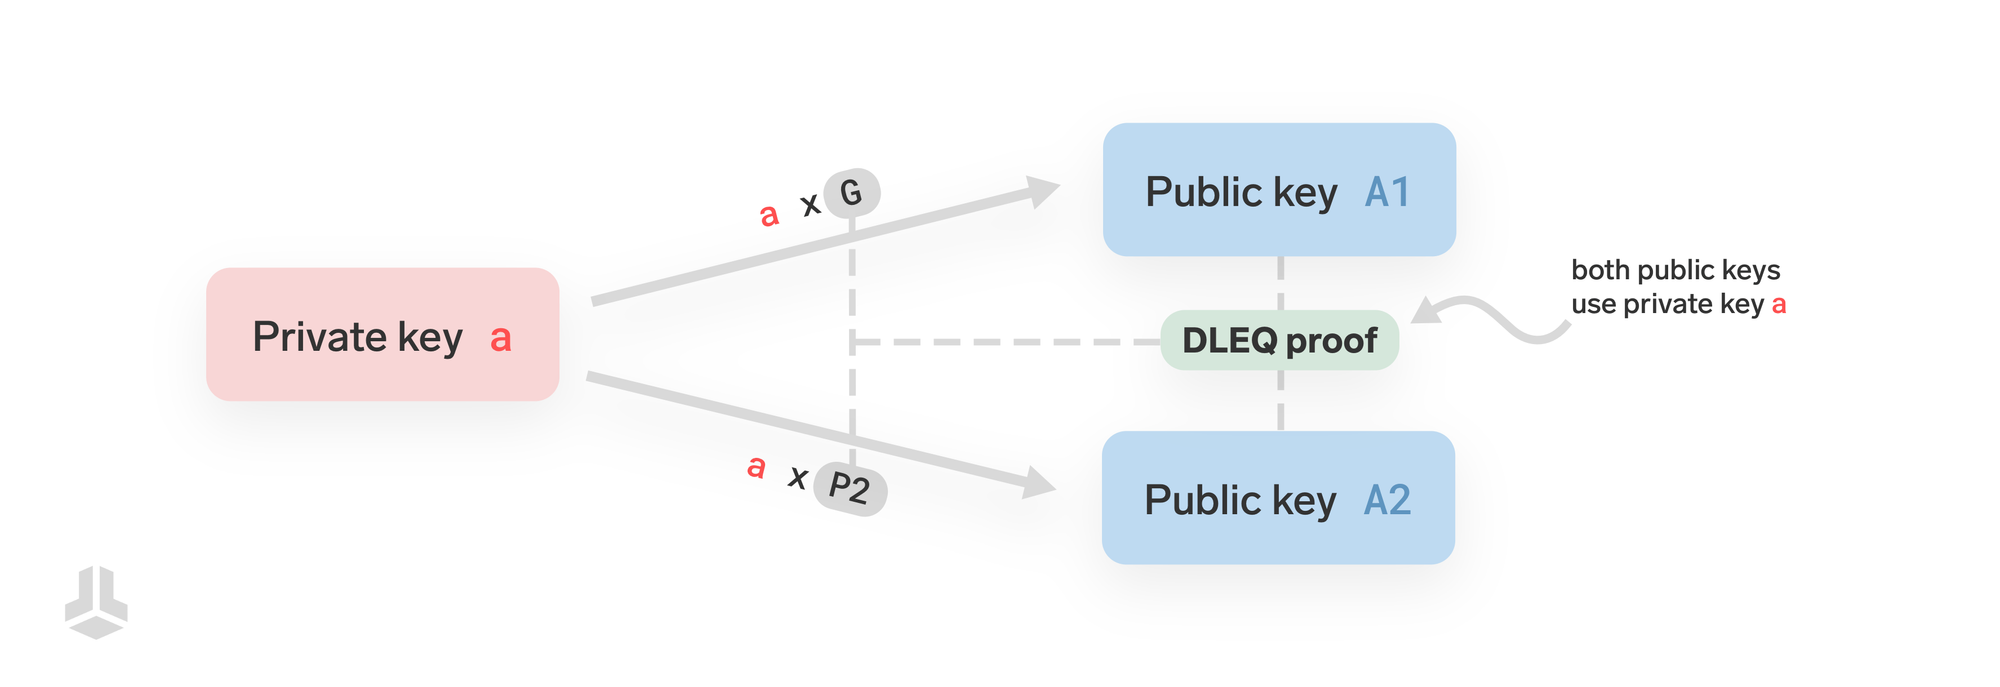 Private key a
a x G
a x P2
Public key A1
DLEQ proof
Public key A2
both public keys
use private key a